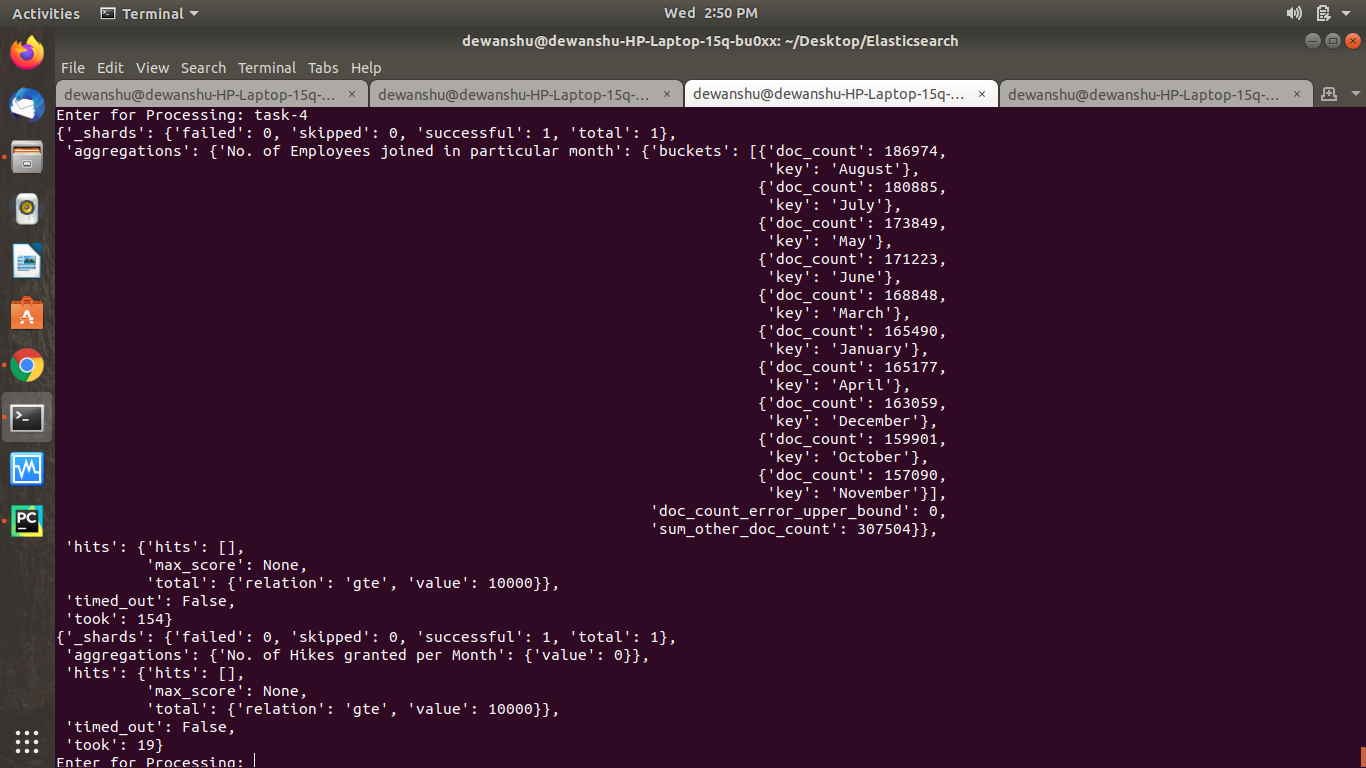 Activities Terminal Wed 2:50 PM
dewanshu@dewanshu-HP-Laptop-15q-bu0xx: ~/Desktop/Elasticsearch
File Edit View Search Terminal Tabs Help
dewanshu@dewanshu-HP-Laptop-15q-... × dewanshu@dewanshu-HP-Laptop-15q-... × dewanshu@dewanshu-HP-Laptop-15q-... × dewanshu@dewanshu-HP-Laptop-15q-... ×
Enter for Processing: task-4
{'_shards': {'failed': 0, 'skipped': 0, 'successful': 1, 'total': 1},
 'aggregations': {'No. of Employees joined in particular month': {'buckets': [{'doc_count': 186974,
'key': 'August'},
{'doc_count': 180885,
'key': 'July'},
{'doc_count': 173849,
'key': 'May'},
{'doc_count': 171223,
'key': 'June'},
{'doc_count': 168848,
'key': 'March'},
{'doc_count': 165490,
'key': 'January'},
{'doc_count': 165177,
'key': 'April'},
{'doc_count': 163059,
'key': 'December'},
{'doc_count': 159901,
'key': 'October'},
{'doc_count': 157090,
'key': 'November'}],
'doc_count_error_upper_bound': 0,
'sum_other_doc_count': 307504}},
 'hits': {'hits': [],
'max_score': None,
'total': {'relation': 'gte', 'value': 10000}},
 'timed_out': False,
 'took': 154}
{'_shards': {'failed': 0, 'skipped': 0, 'successful': 1, 'total': 1},
 'aggregations': {'No. of Hikes granted per Month': {'value': 0}},
 'hits': {'hits': [],
'max_score': None,
'total': {'relation': 'gte', 'value': 10000}},
 'timed_out': False,
 'took': 19}
Enter for Processing:
PC